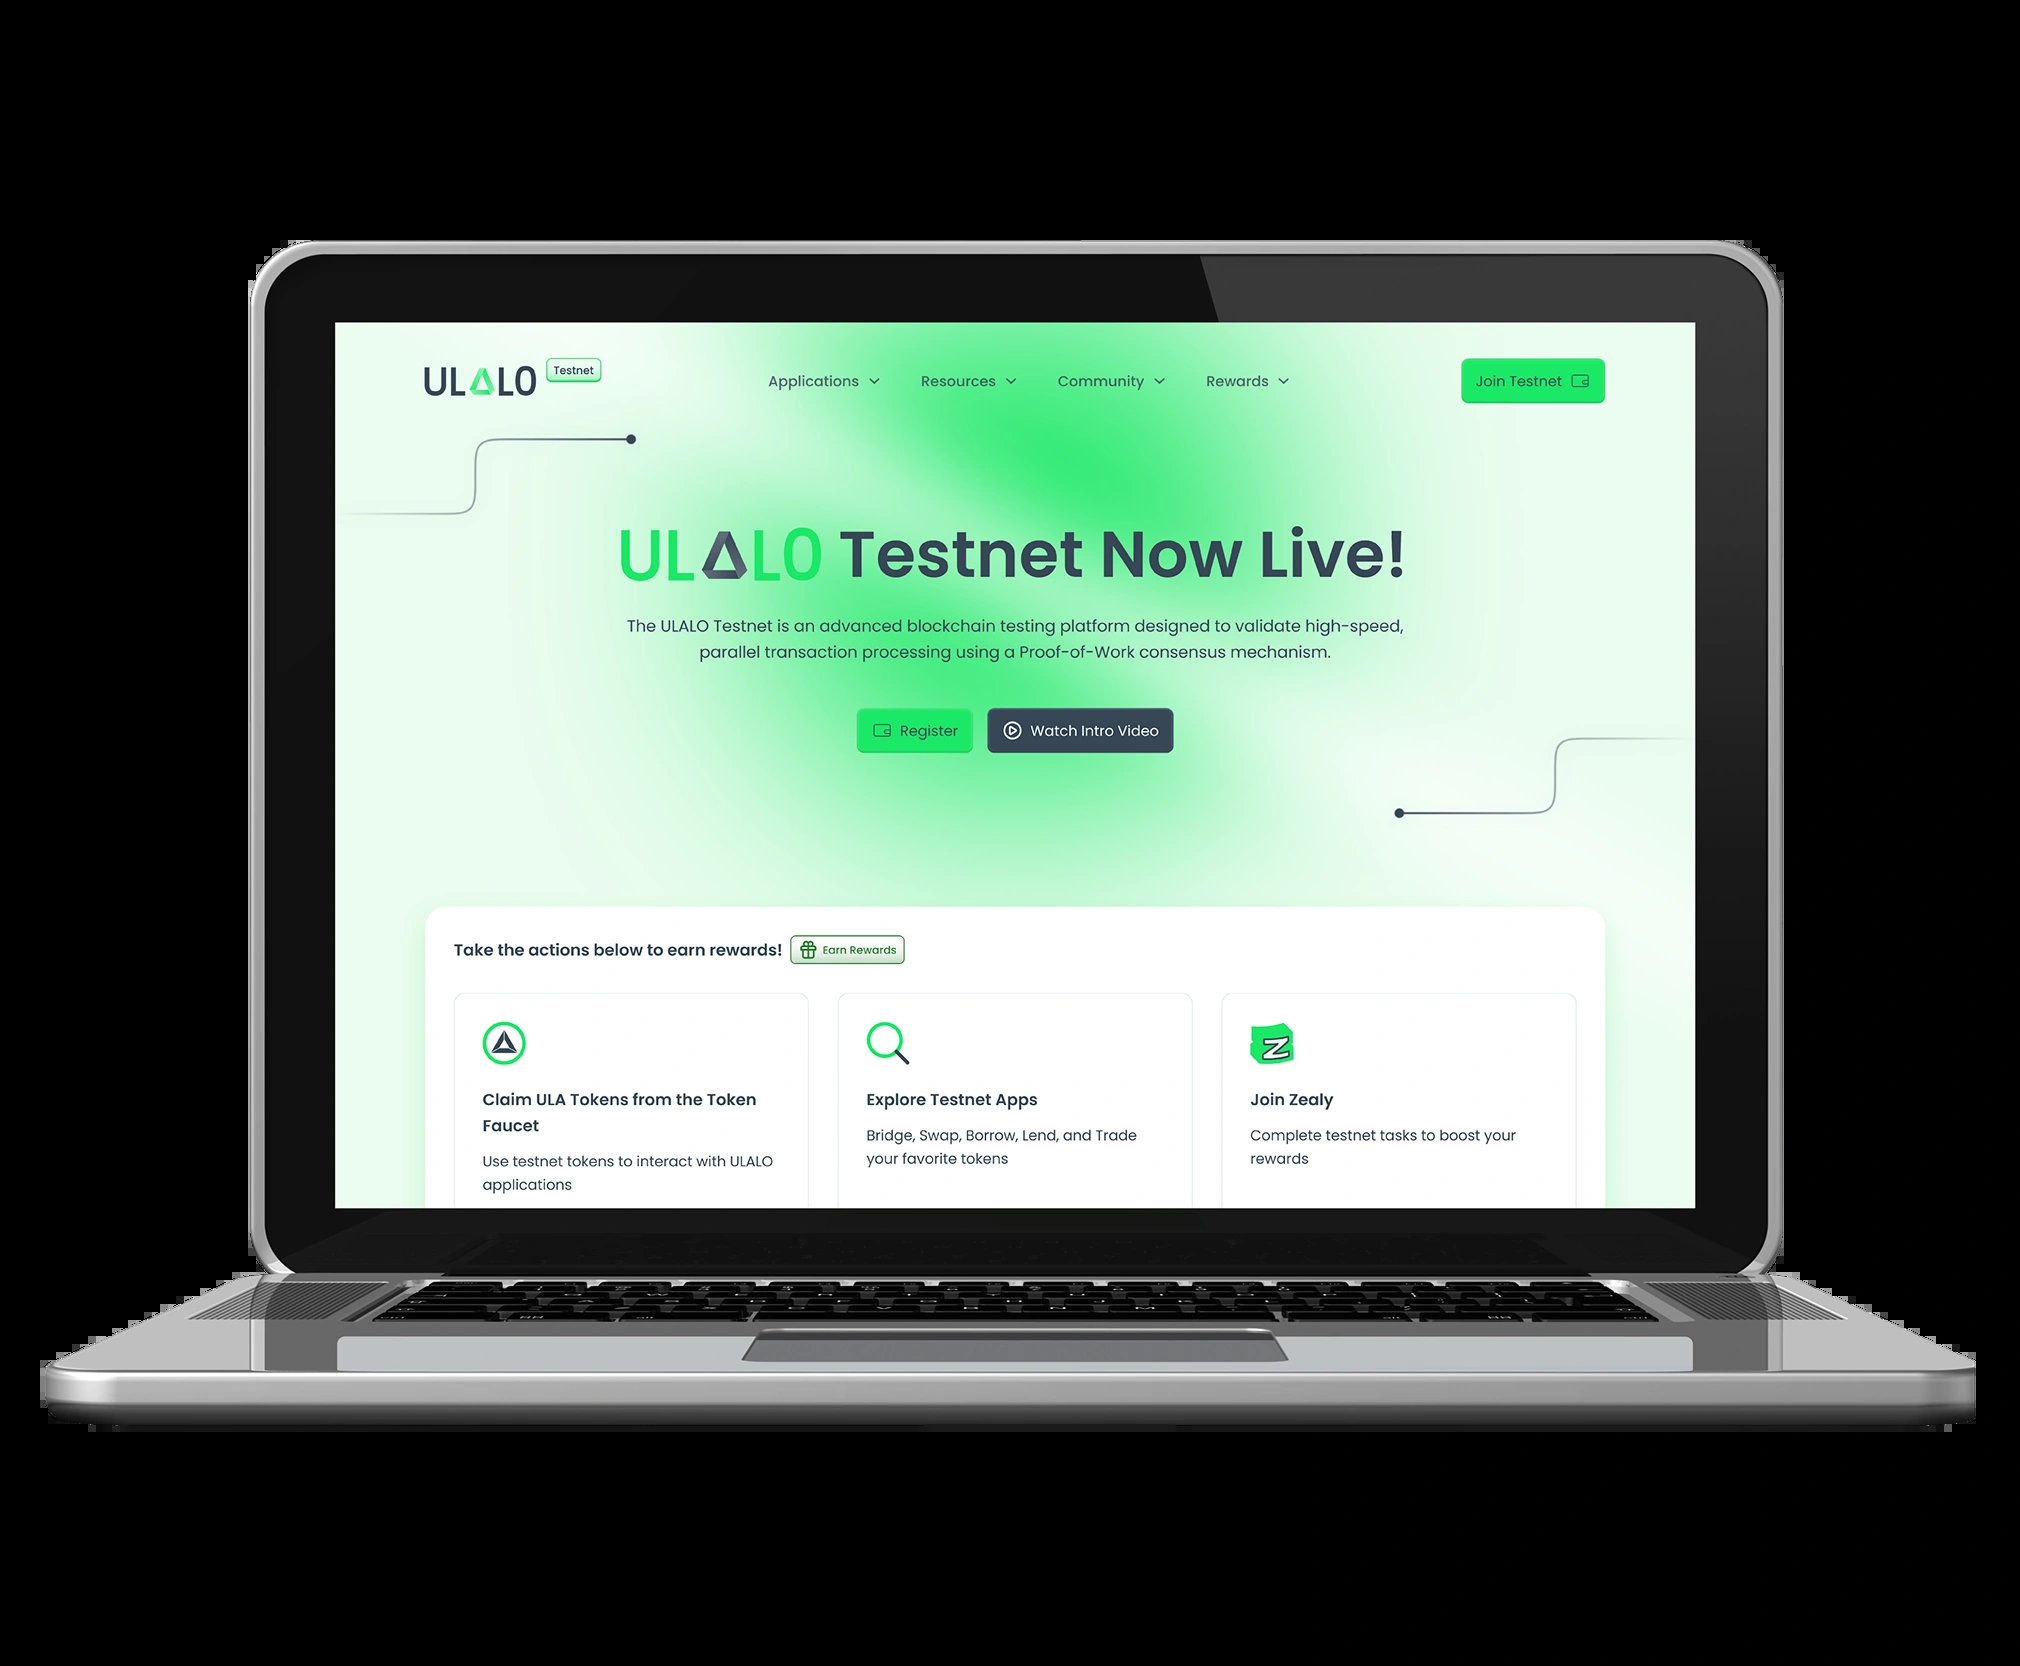 ULALO Testnet
Applications Resources Community Rewards
Join Testnet
ULALO Testnet Now Live!
The ULALO Testnet is an advanced blockchain testing platform designed to validate high-speed,
parallel transaction processing using a Proof-of-Work consensus mechanism.
Register Watch Intro Video
Take the actions below to earn rewards! Earn Rewards
Claim ULA Tokens from the Token
Faucet
Use testnet tokens to interact with ULALO
applications
Explore Testnet Apps
Bridge, Swap, Borrow, Lend, and Trade
your favorite tokens
Z
Join Zealy
Complete testnet tasks to boost your
rewards